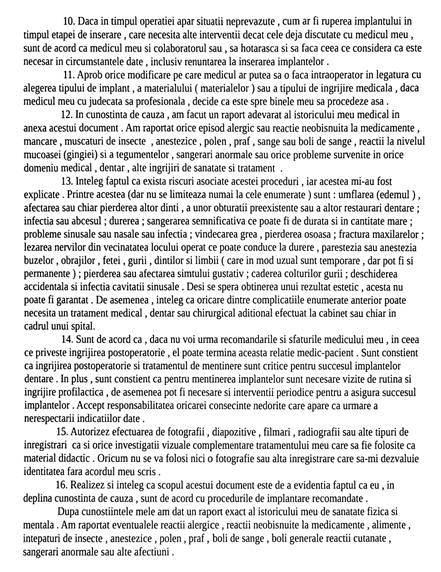 10. Daca in timpul operatiei apar situatii neprevazute , cum ar fi ruperea implantului in
timpul etapei de inserare , care necesita alte interventii decat cele deja discutate cu medicul meu ,
sunt de acord ca medicul meu si colaboratorul sau , sa hotarasca si sa faca ceea ce considera ca este
necesar in circumstantele date , inclusiv renuntarea la inserarea implantelor .
11. Aprob orice modificare pe care medicul ar putea sa o faca intraoperator in legatura cu
alegerea tipului de implant , a materialului ( materialelor ) sau a tipului de ingrijire medicala , daca
medicul meu cu judecata sa profesionala , decide ca este spre binele meu sa procedeze asa .
12. In cunostinta de cauza , am facut un raport adevarat al istoricului meu medical in
anexa acestui document . Am raportat orice episod alergic sau reactie neobisnuita la medicamente ,
mancare , muscaturi de insecte , anestezice , polen , praf , sange sau boli de sange , reactii la nivelul
mucoasei (gingiei) si a tegumentelor , sangerari anormale sau orice probleme survenite in orice
domeniu medical , dentar , alte ingrijiri de sanatate si tratament .
13. Inteleg faptul ca exista riscuri asociate acestei proceduri , iar acestea mi-au fost
explicate . Printre acestea (dar nu se limiteaza numai la cele enumerate ) sunt : umflarea (edemul ) ,
afectarea sau chiar pierderea altor dinti , a unor obturatii preexistente sau a altor restaurari dentare ;
infectia sau abcesul ; durerea ; sangerarea semnificativa ce poate fi de durata si in cantitate mare ;
probleme sinusale sau nasale sau infectia ; vindecarea grea , pierderea osoasa ; fractura maxilarelor ;
lezarea nervilor din vecinatatea locului operat ce poate conduce la durere , parestezia sau anestezia
buzelor , obrajilor , fetei , gurii , dintilor si limbii ( care in mod uzual sunt temporare , dar pot fi si
permanente ) ; pierderea sau afectarea simtului gustativ ; caderea colturilor gurii ; deschiderea
accidentala si infectia cavitatii sinusale . Desi se spera obtinerea unui rezultat estetic , acesta nu
poate fi garantat . De asemenea , inteleg ca oricare dintre complicatiile enumerate anterior poate
necesita un tratament medical , dentar sau chirurgical aditional efectuat la cabinet sau chiar in
cadrul unui spital.
14. Sunt de acord ca , daca nu voi urma recomandarile si sfaturile medicului meu , in ceea
ce priveste ingrijirea postoperatorie , el poate termina aceasta relatie medic-pacient . Sunt constient
ca ingrijirea postoperatorie si tratamentul de mentinere sunt critice pentru succesul implantelor
dentare . In plus , sunt constient ca pentru mentinerea implantelor sunt necesare vizite de rutina si
ingrijire profilactica , de asemenea pot fi necesare si interventii periodice pentru a asigura succesul
implantelor . Accept responsabilitatea oricarei consecinte nedorite care apare ca urmare a
nerespectarii indicatiilor date .
15. Autorizez efectuarea de fotografii , diapozitive , filmari , radiografii sau alte tipuri de
inregistrari ca si orice investigatii vizuale complementare tratamentului meu care sa fie folosite ca
material didactic . Oricum nu se va folosi nici o fotografie sau alta inregistrare care sa-mi dezvaluie
identitatea fara acordul meu scris .
16. Realizez si inteleg ca scopul acestui document este de a evidentia faptul ca eu , in
deplina cunostinta de cauza , sunt de acord cu procedurile de implantare recomandate .
Dupa cunostiintele mele am dat un raport exact al istoricului meu de sanatate fizica si
mentala . Am raportat eventualele reactii alergice , reactii neobisnuite la medicamente , alimente ,
intepaturi de insecte , anestezice , polen , praf , boli de sange , boli generale reactii cutanate ,
sangerari anormale sau alte afectiuni .